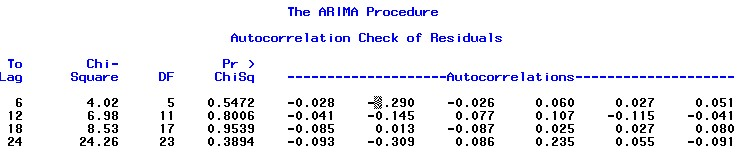 The ARIMA Procedure
Autocorrelation Check of Residuals
To Chi- Pr >
Lag Square DF ChiSq --------------------Autocorrelations--------------------
6 4.02 5 0.5472 -0.028 -0.290 -0.026 0.060 0.027 0.051
12 6.98 11 0.8006 -0.041 -0.145 0.077 0.107 -0.115 -0.041
18 8.53 17 0.9539 -0.085 0.013 -0.087 0.025 0.027 0.080
24 24.26 23 0.3894 -0.093 -0.309 0.086 0.235 0.055 -0.091